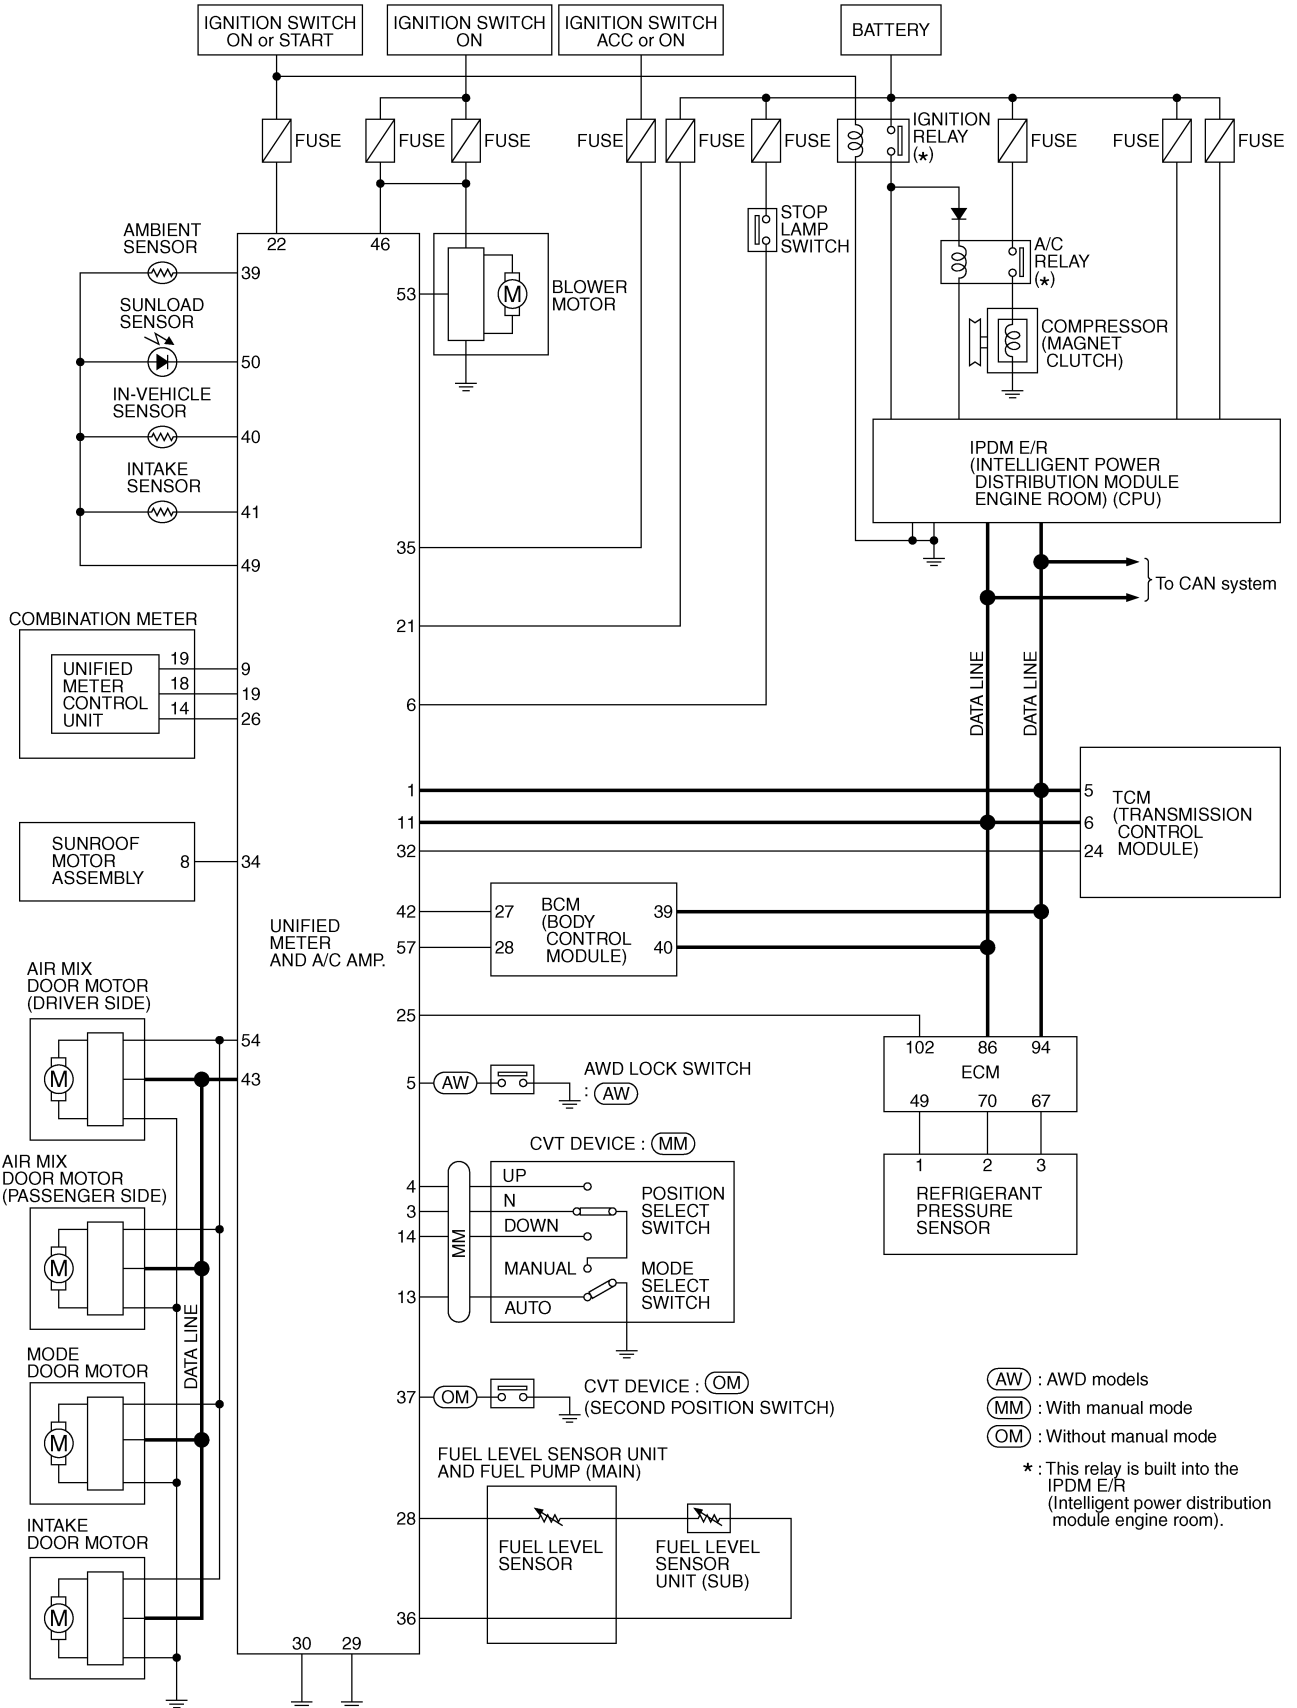 IGNITION SWITCH
ON or START
IGNITION SWITCH
ON
IGNITION SWITCH
ACC or ON
BATTERY
FUSE
FUSE
FUSE
FUSE
FUSE
FUSE
IGNITION
RELAY
(*)
FUSE
FUSE
FUSE
STOP
LAMP
SWITCH
A/C
RELAY
(*)
COMPRESSOR
(MAGNET
CLUTCH)
AMBIENT
SENSOR
22
46
39
SUNLOAD
SENSOR
50
53
M
BLOWER
MOTOR
IN-VEHICLE
SENSOR
40
INTAKE
SENSOR
41
49
35
21
6
IPDM E/R
(INTELLIGENT POWER
DISTRIBUTION MODULE
ENGINE ROOM) (CPU)
To CAN system
DATA LINE
DATA LINE
COMBINATION METER
UNIFIED
METER
CONTROL
UNIT
19
18
14
9
19
26
1
11
32
5
6
24
TCM
(TRANSMISSION
CONTROL
MODULE)
SUNROOF
MOTOR
ASSEMBLY
8
34
UNIFIED
METER
AND A/C AMP.
42
57
27
28
BCM
(BODY
CONTROL
MODULE)
39
40
25
102
86
94
ECM
49
70
67
1
2
3
REFRIGERANT
PRESSURE
SENSOR
AIR MIX
DOOR MOTOR
(DRIVER SIDE)
M
54
43
AIR MIX
DOOR MOTOR
(PASSENGER SIDE)
M
DATA LINE
MODE
DOOR MOTOR
M
INTAKE
DOOR MOTOR
M
5
AW
AWD LOCK SWITCH
: AW
CVT DEVICE : MM
4
3
14
13
MM
UP
N
DOWN
MANUAL
AUTO
POSITION
SELECT
SWITCH
MODE
SELECT
SWITCH
37
OM
CVT DEVICE : OM
(SECOND POSITION SWITCH)
FUEL LEVEL SENSOR UNIT
AND FUEL PUMP (MAIN)
28
FUEL LEVEL
SENSOR
FUEL LEVEL
SENSOR
UNIT (SUB)
36
30
29
AW : AWD models
MM : With manual mode
OM : Without manual mode
* : This relay is built into the
IPDM E/R
(Intelligent power distribution
module engine room).